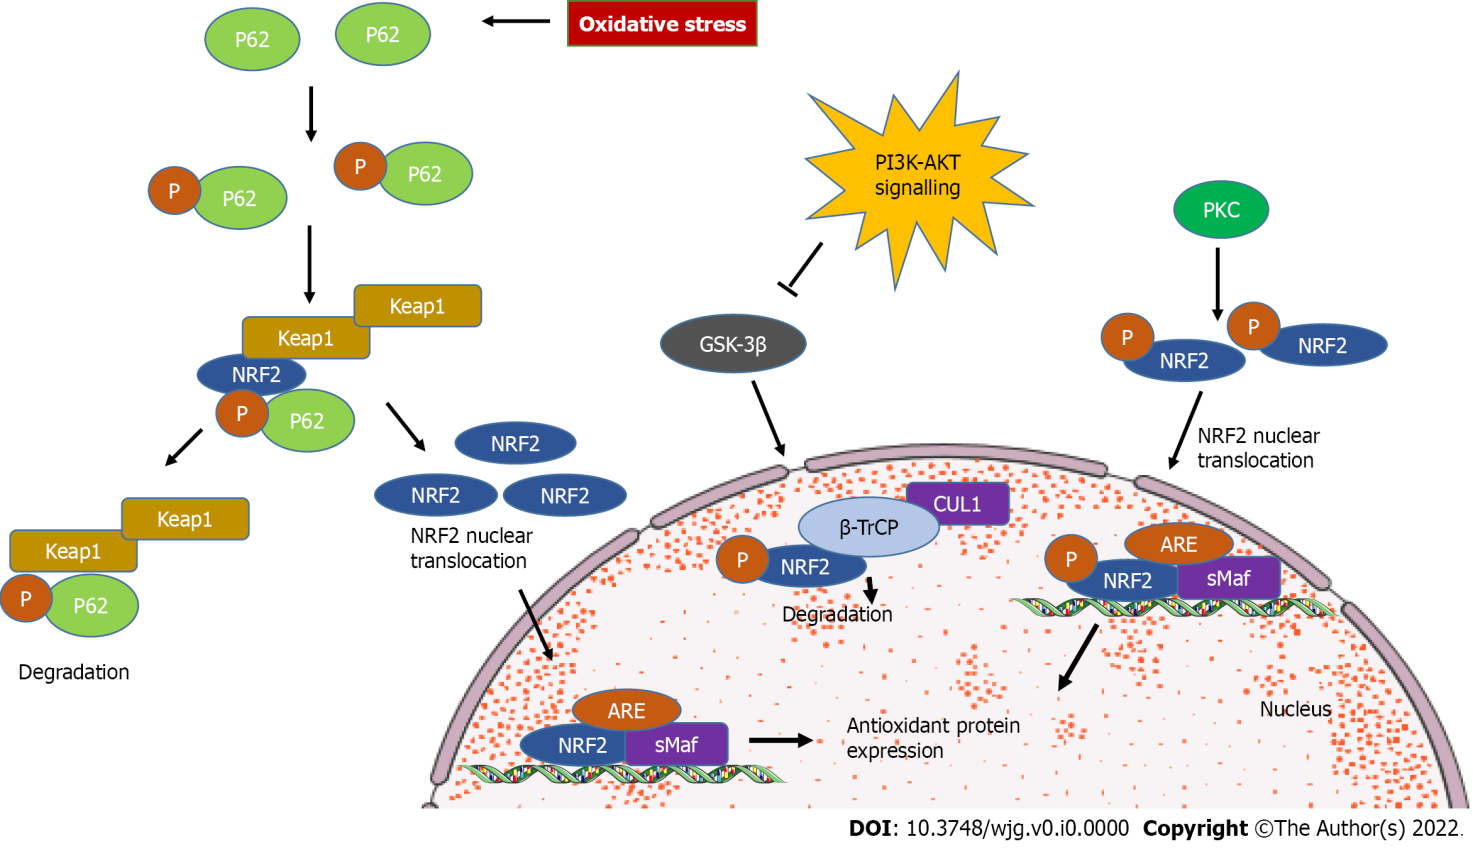 Oxidative stress
P62
P62
P
P62
P
P62
Keap1
Keap1
NRF2
P
P62
Keap1
Keap1
P
P62
Degradation
NRF2
NRF2
NRF2
NRF2 nuclear
translocation
PI3K-AKT
signalling
GSK-3β
CUL1
β-TrCP
P
NRF2
Degradation
PKC
P
NRF2
P
NRF2
NRF2 nuclear
translocation
P
ARE
NRF2
sMaf
Nucleus
ARE
NRF2
sMaf
Antioxidant protein
expression
DOI: 10.3748/wjg.v0.i0.0000 Copyright ©The Author(s) 2022.